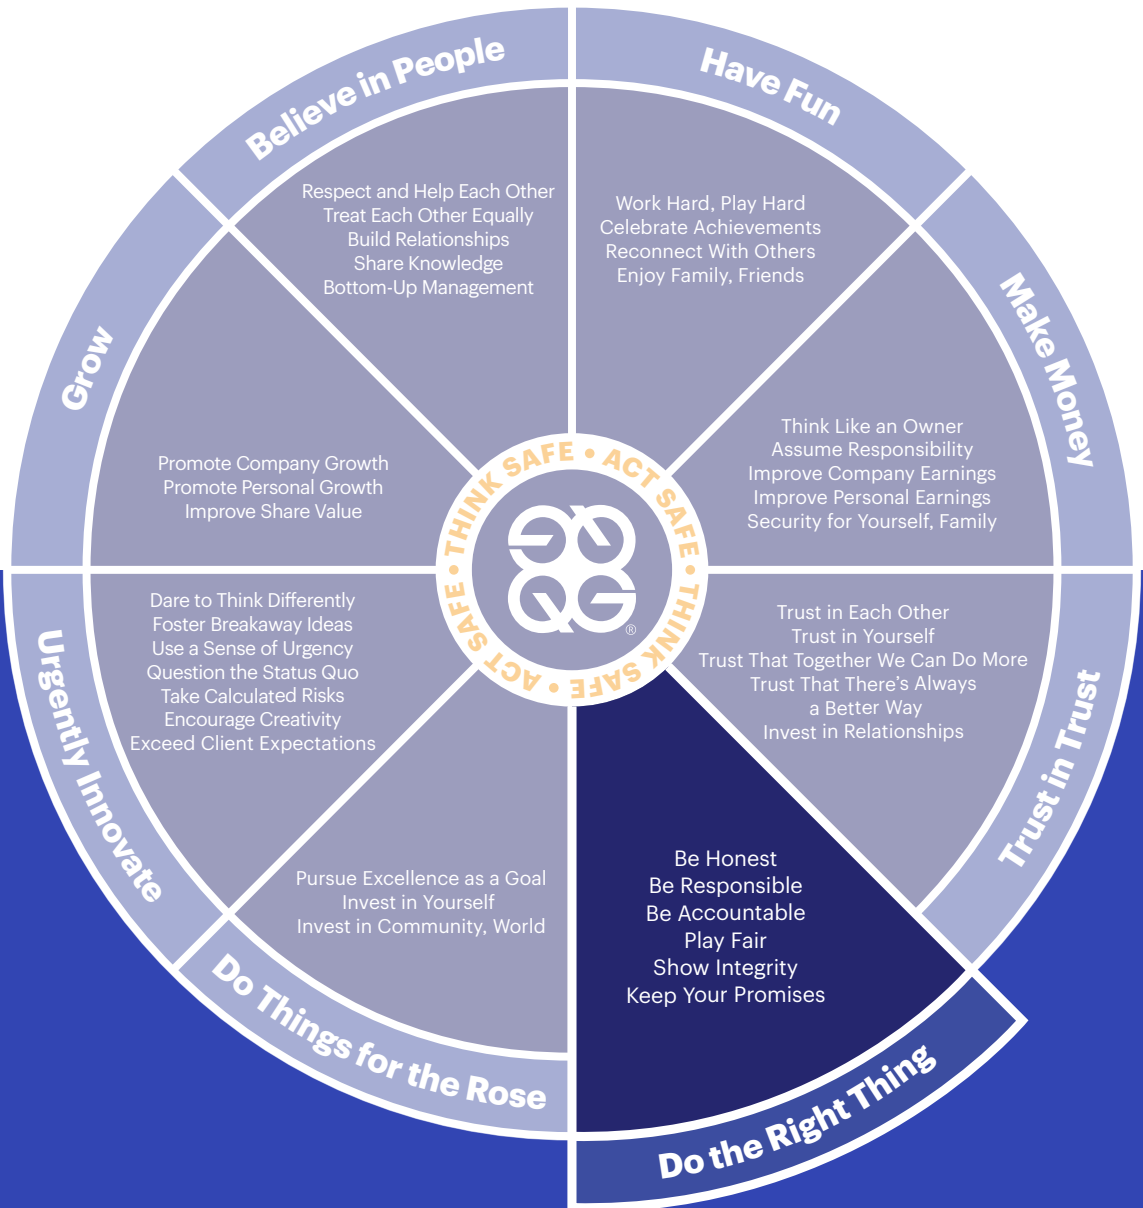 Believe in People
Respect and Help Each Other
Treat Each Other Equally
Build Relationships
Share Knowledge
Bottom-Up Management
Have Fun
Work Hard, Play Hard
Celebrate Achievements
Reconnect With Others
Enjoy Family, Friends
Make Money
Think Like an Owner
Assume Responsibility
Improve Company Earnings
Improve Personal Earnings
Security for Yourself, Family
Trust in Trust
Trust in Each Other
Trust in Yourself
Trust That Together We Can Do More
Trust That There's Always
a Better Way
Invest in Relationships
Do the Right Thing
Be Honest
Be Responsible
Be Accountable
Play Fair
Show Integrity
Keep Your Promises
Do Things for the Rose
Pursue Excellence as a Goal
Invest in Yourself
Invest in Community, World
Urgently Innovate
Dare to Think Differently
Foster Breakaway Ideas
Use a Sense of Urgency
Question the Status Quo
Take Calculated Risks
Encourage Creativity
Exceed Client Expectations
Grow
Promote Company Growth
Promote Personal Growth
Improve Share Value
THINK SAFE • ACT SAFE • THINK SAFE • ACT SAFE •
®